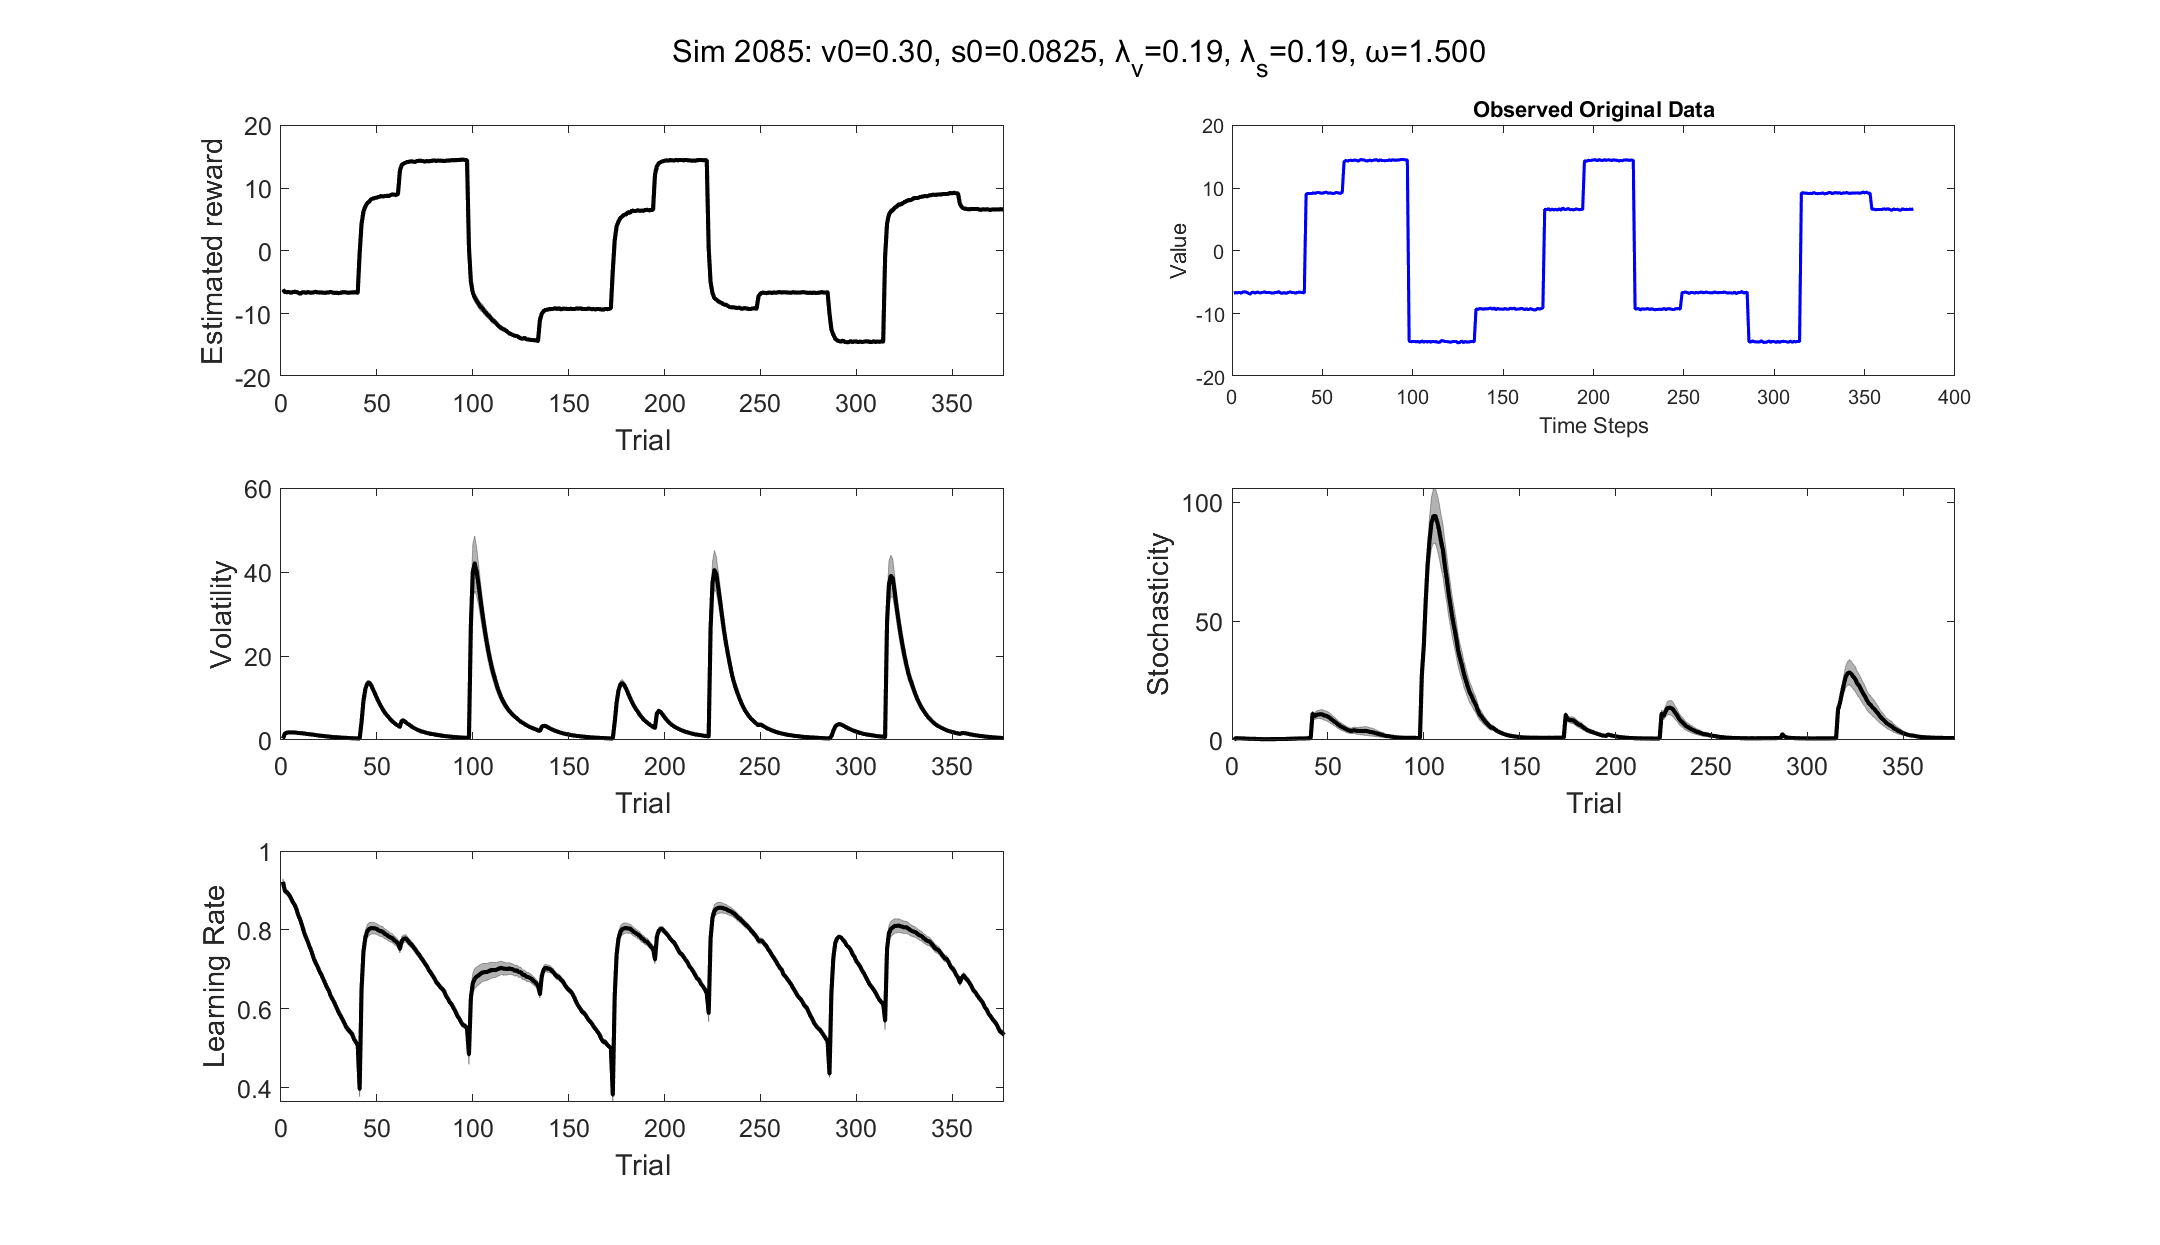 Sim 2085: v0=0.30, s0=0.0825, λv=0.19, λs=0.19, ω=1.500
Estimated reward
20
10
0
-10
-20
0 50 100 150 200 250 300 350
Trial
Observed Original Data
Value
20
10
0
-10
-20
0 50 100 150 200 250 300 350 400
Time Steps
Volatility
60
40
20
0
0 50 100 150 200 250 300 350
Trial
Stochasticity
100
50
0
0 50 100 150 200 250 300 350
Trial
Learning Rate
1
0.8
0.6
0.4
0 50 100 150 200 250 300 350
Trial